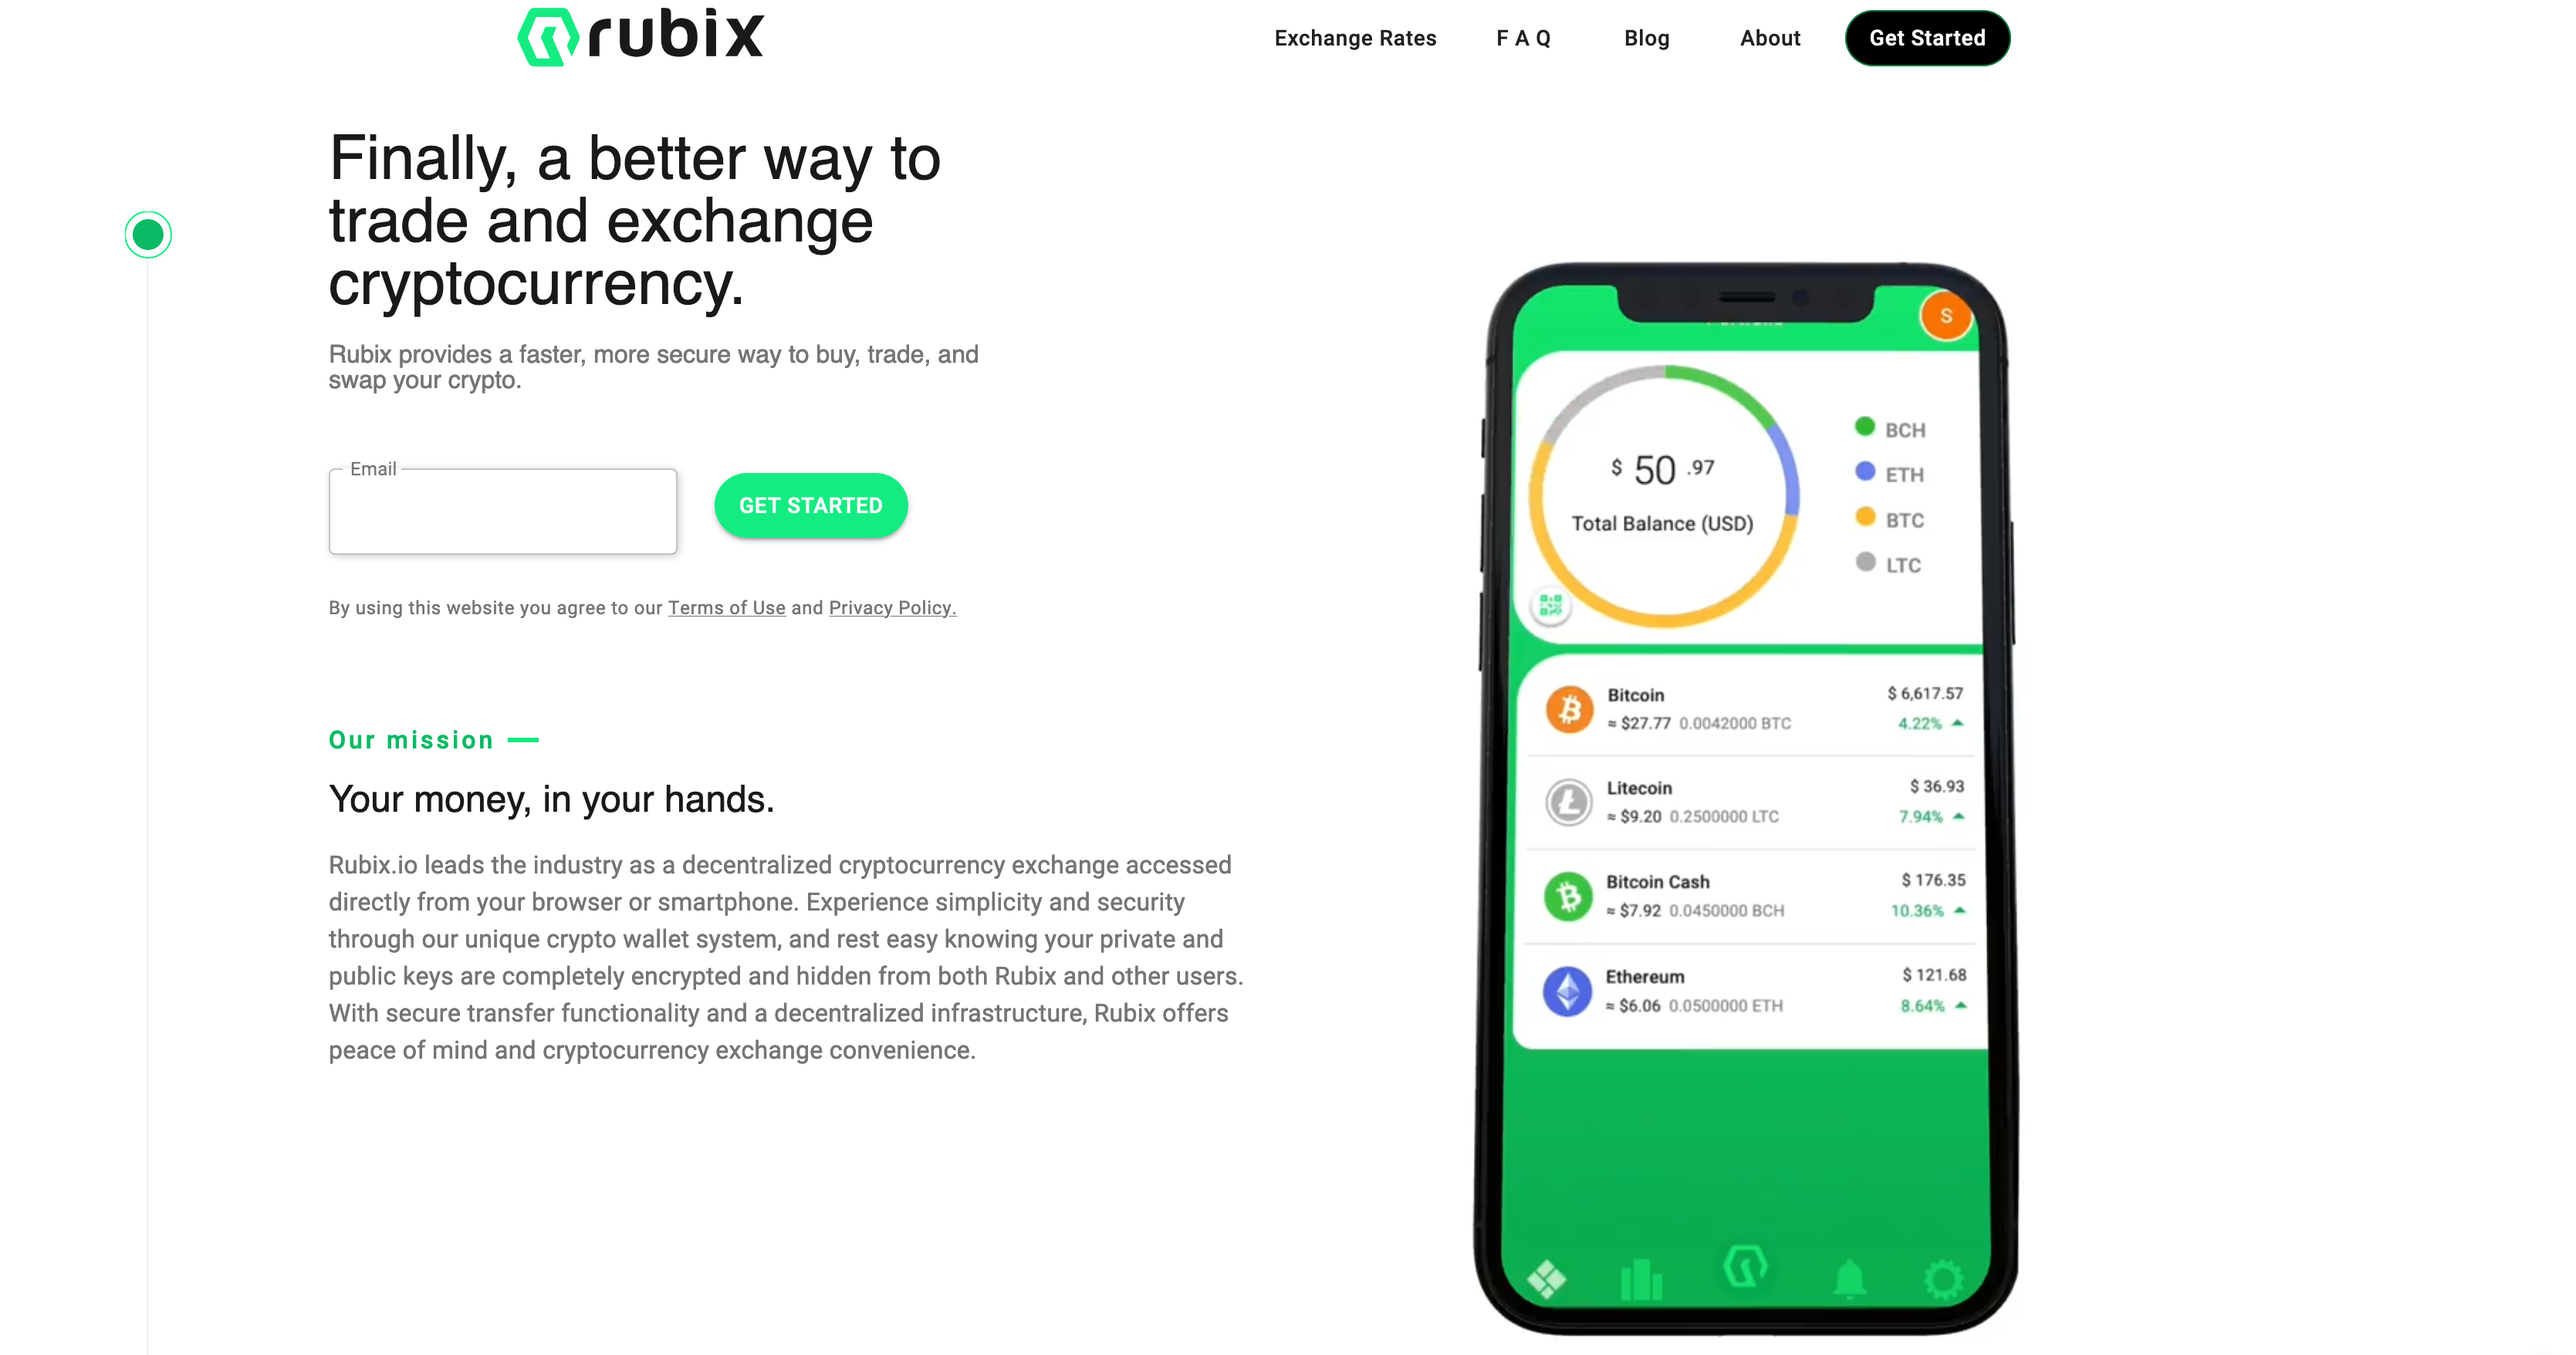 rubix
Exchange Rates
F A Q
Blog
About
Get Started
Finally, a better way to
trade and exchange
cryptocurrency.
Rubix provides a faster, more secure way to buy, trade, and
swap your crypto.
Email
GET STARTED
By using this website you agree to our Terms of Use and Privacy Policy.
Our mission
Your money, in your hands.
Rubix.io leads the industry as a decentralized cryptocurrency exchange accessed
directly from your browser or smartphone. Experience simplicity and security
through our unique crypto wallet system, and rest easy knowing your private and
public keys are completely encrypted and hidden from both Rubix and other users.
With secure transfer functionality and a decentralized infrastructure, Rubix offers
peace of mind and cryptocurrency exchange convenience.
S
$ 50 .97
Total Balance (USD)
BCH
ETH
BTC
LTC
Bitcoin $ 6,617.57
≈ $27.77 0.0042000 BTC 4.22%
Litecoin $ 36.93
≈ $9.20 0.2500000 LTC 7.94%
Bitcoin Cash $ 176.35
≈ $7.92 0.0450000 BCH 10.36%
Ethereum $ 121.68
≈ $6.06 0.0500000 ETH 8.64%